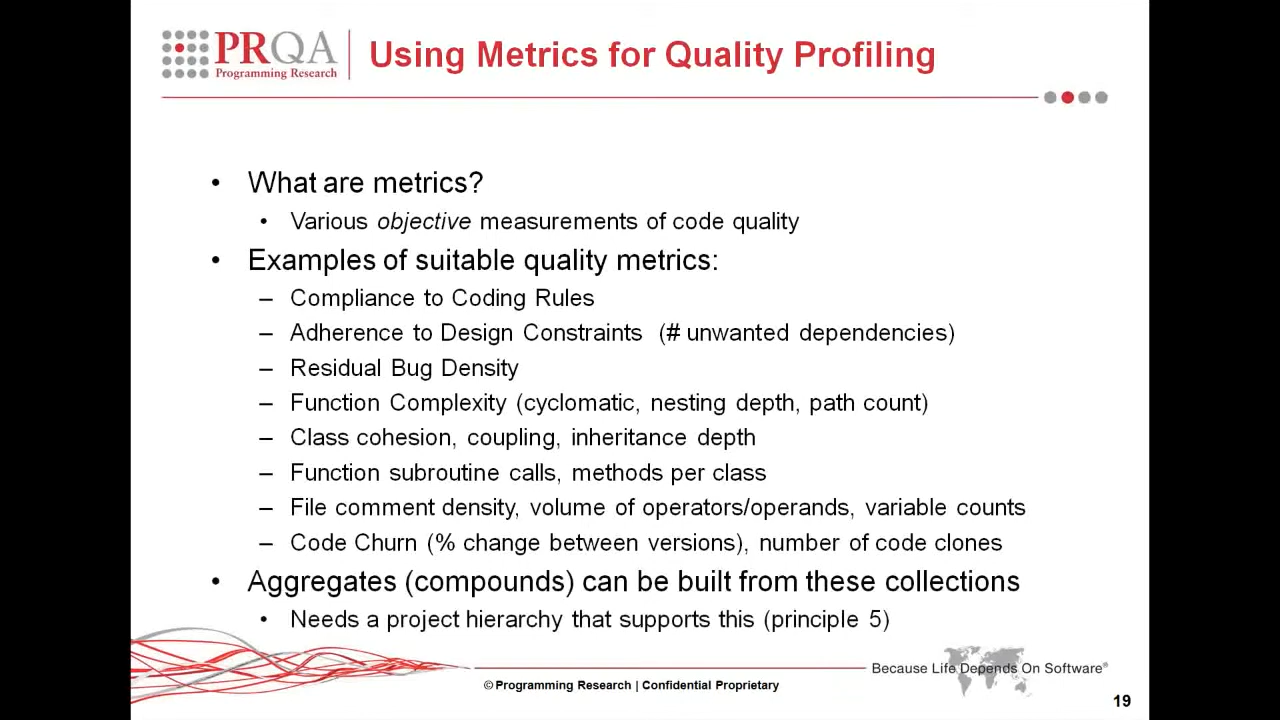 PRQA
Programming Research
Using Metrics for Quality Profiling
• What are metrics?
• Various objective measurements of code quality
• Examples of suitable quality metrics:
– Compliance to Coding Rules
– Adherence to Design Constraints (# unwanted dependencies)
– Residual Bug Density
– Function Complexity (cyclomatic, nesting depth, path count)
– Class cohesion, coupling, inheritance depth
– Function subroutine calls, methods per class
– File comment density, volume of operators/operands, variable counts
– Code Churn (% change between versions), number of code clones
• Aggregates (compounds) can be built from these collections
• Needs a project hierarchy that supports this (principle 5)
Because Life Depends On Software®
© Programming Research | Confidential Proprietary
19